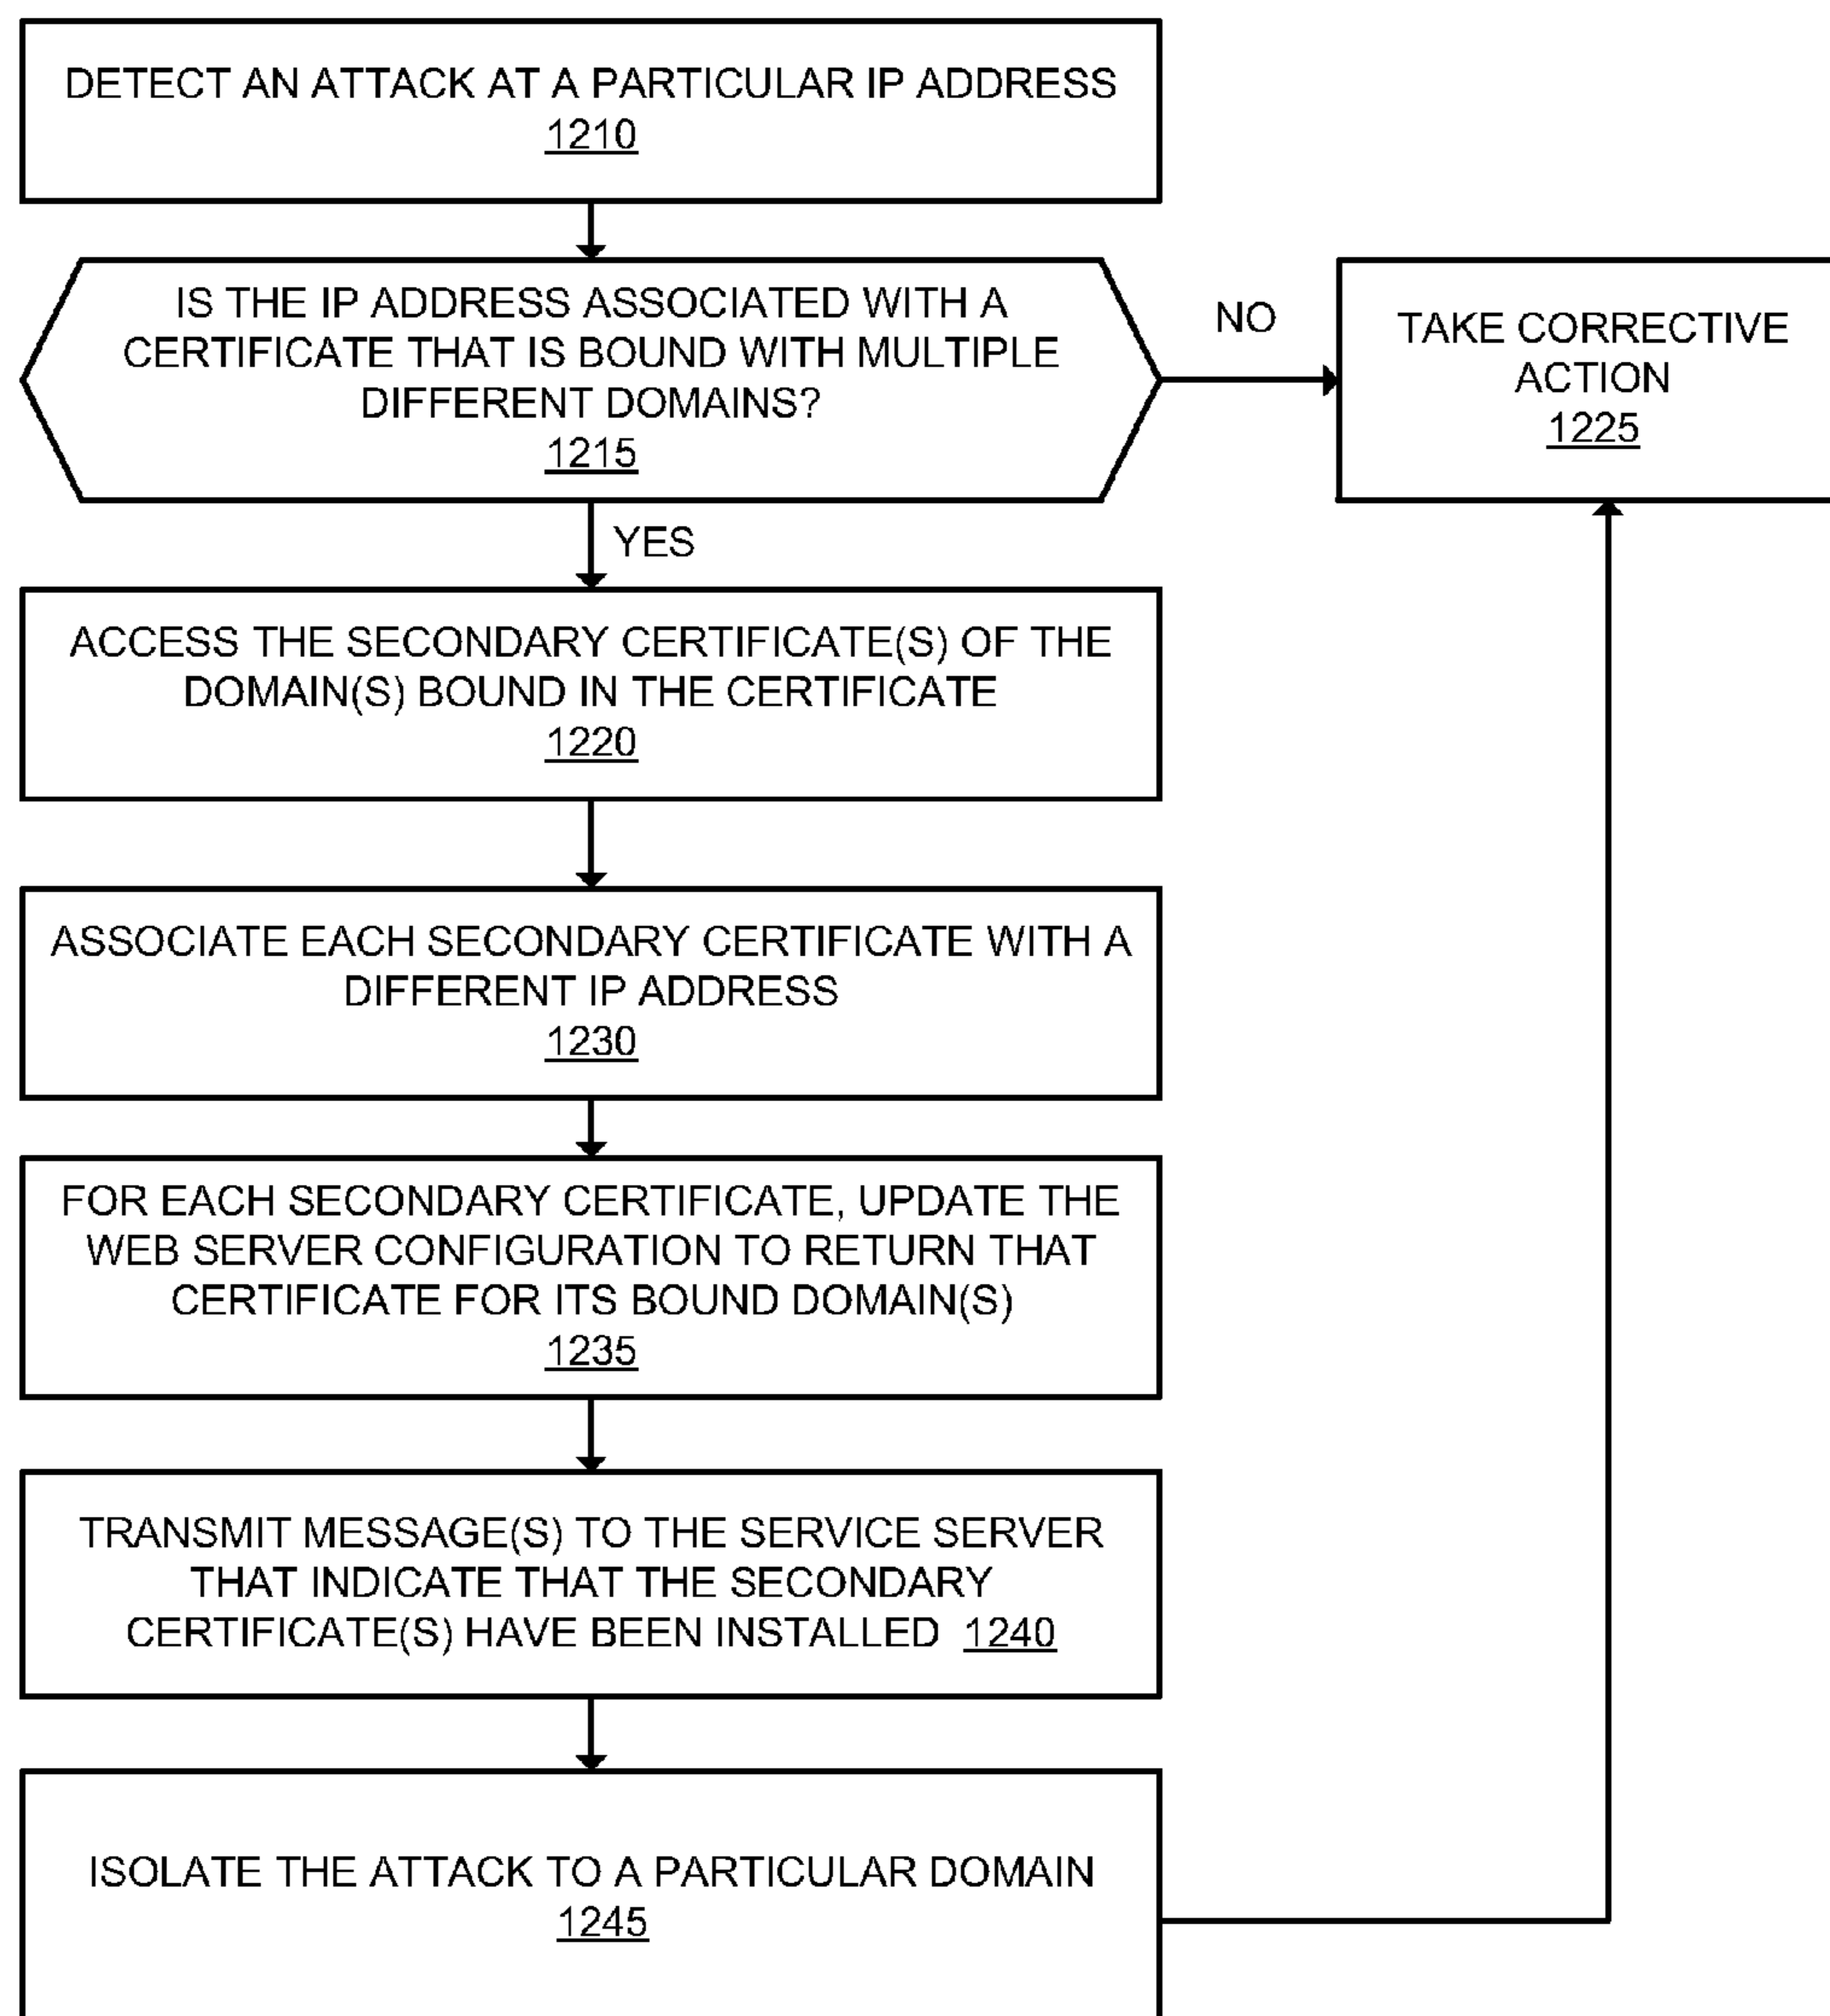 DETECT AN ATTACK AT A PARTICULAR IP ADDRESS
1210
IS THE IP ADDRESS ASSOCIATED WITH A
CERTIFICATE THAT IS BOUND WITH MULTIPLE
DIFFERENT DOMAINS?
1215
NO
TAKE CORRECTIVE
ACTION
1225
YES
ACCESS THE SECONDARY CERTIFICATE(S) OF THE
DOMAIN(S) BOUND IN THE CERTIFICATE
1220
ASSOCIATE EACH SECONDARY CERTIFICATE WITH A
DIFFERENT IP ADDRESS
1230
FOR EACH SECONDARY CERTIFICATE, UPDATE THE
WEB SERVER CONFIGURATION TO RETURN THAT
CERTIFICATE FOR ITS BOUND DOMAIN(S)
1235
TRANSMIT MESSAGE(S) TO THE SERVICE SERVER
THAT INDICATE THAT THE SECONDARY
CERTIFICATE(S) HAVE BEEN INSTALLED 1240
ISOLATE THE ATTACK TO A PARTICULAR DOMAIN
1245